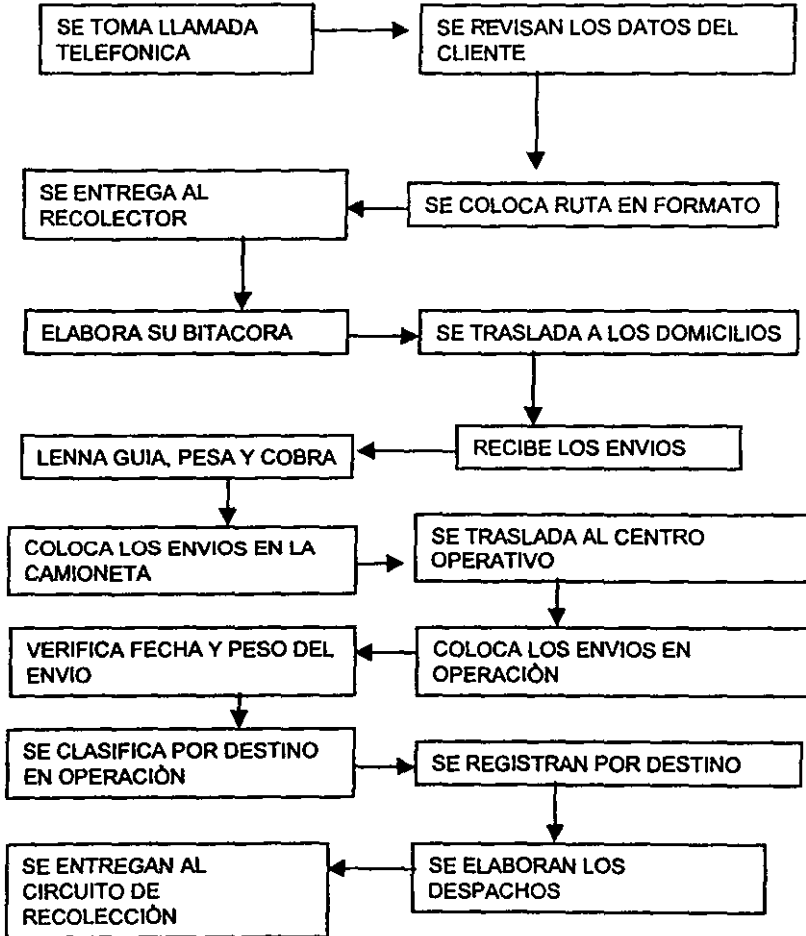 SE TOMA LLAMADA
TELEFONICA
SE REVISAN LOS DATOS DEL
CLIENTE
SE ENTREGA AL
RECOLECTOR
SE COLOCA RUTA EN FORMATO
ELABORA SU BITACORA
SE TRASLADA A LOS DOMICILIOS
LENNA GUIA, PESA Y COBRA
RECIBE LOS ENVIOS
COLOCA LOS ENVIOS EN LA
CAMIONETA
SE TRASLADA AL CENTRO
OPERATIVO
VERIFICA FECHA Y PESO DEL
ENVIO
COLOCA LOS ENVIOS EN
OPERACIÒN
SE CLASIFICA POR DESTINO
EN OPERACIÒN
SE REGISTRAN POR DESTINO
SE ENTREGAN AL
CIRCUITO DE
RECOLECCIÒN
SE ELABORAN LOS
DESPACHOS